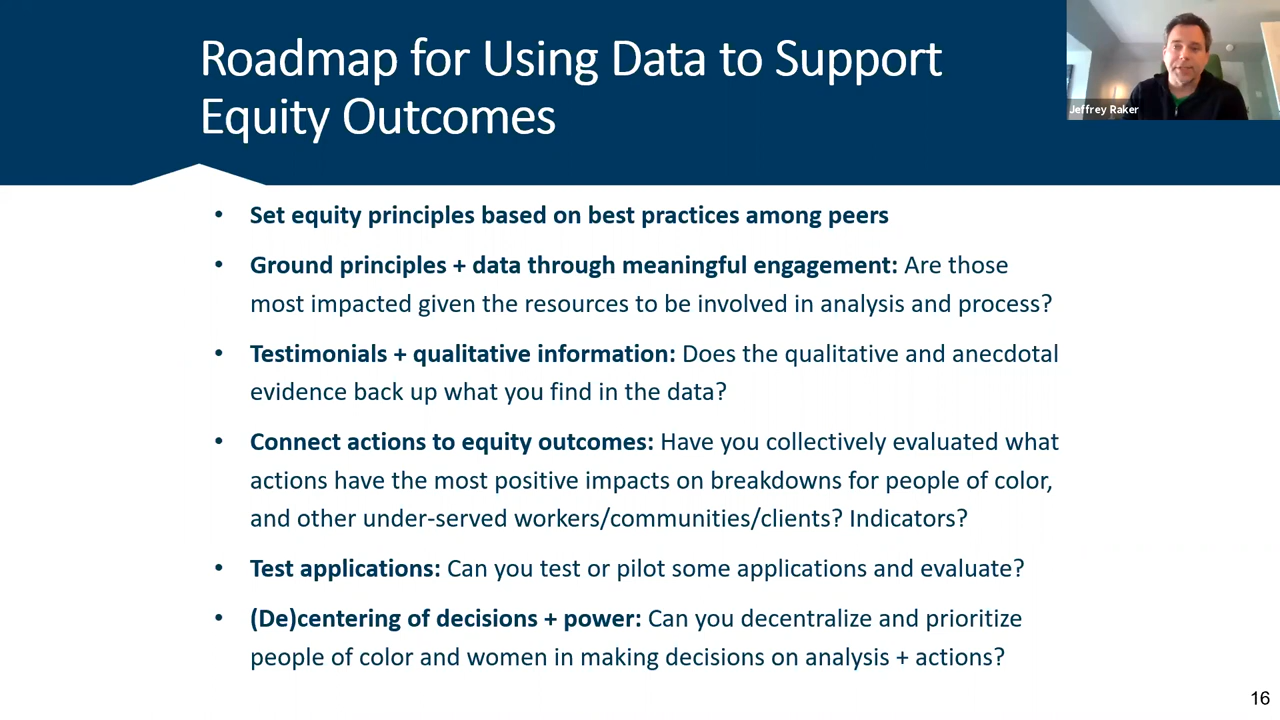 Roadmap for Using Data to Support
Equity Outcomes
Jeffrey Raker
• Set equity principles based on best practices among peers
• Ground principles + data through meaningful engagement: Are those
most impacted given the resources to be involved in analysis and process?
• Testimonials + qualitative information: Does the qualitative and anecdotal
evidence back up what you find in the data?
• Connect actions to equity outcomes: Have you collectively evaluated what
actions have the most positive impacts on breakdowns for people of color,
and other under-served workers/communities/clients? Indicators?
• Test applications: Can you test or pilot some applications and evaluate?
• (De)centering of decisions + power: Can you decentralize and prioritize
people of color and women in making decisions on analysis + actions?
16